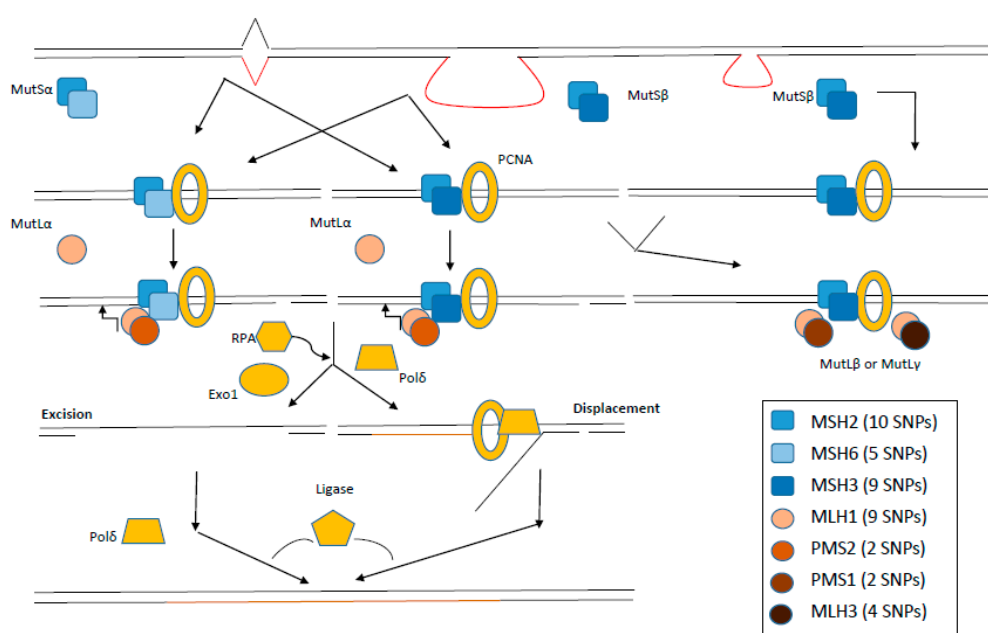 MutSα
MutSβ
MutSβ
PCNA
MutLα
MutLα
RPA
Polδ
Exo1
MutLβ or MutLγ
Excision
Displacement
Ligase
Polδ
MSH2 (10 SNPs)
MSH6 (5 SNPs)
MSH3 (9 SNPs)
MLH1 (9 SNPs)
PMS2 (2 SNPs)
PMS1 (2 SNPs)
MLH3 (4 SNPs)